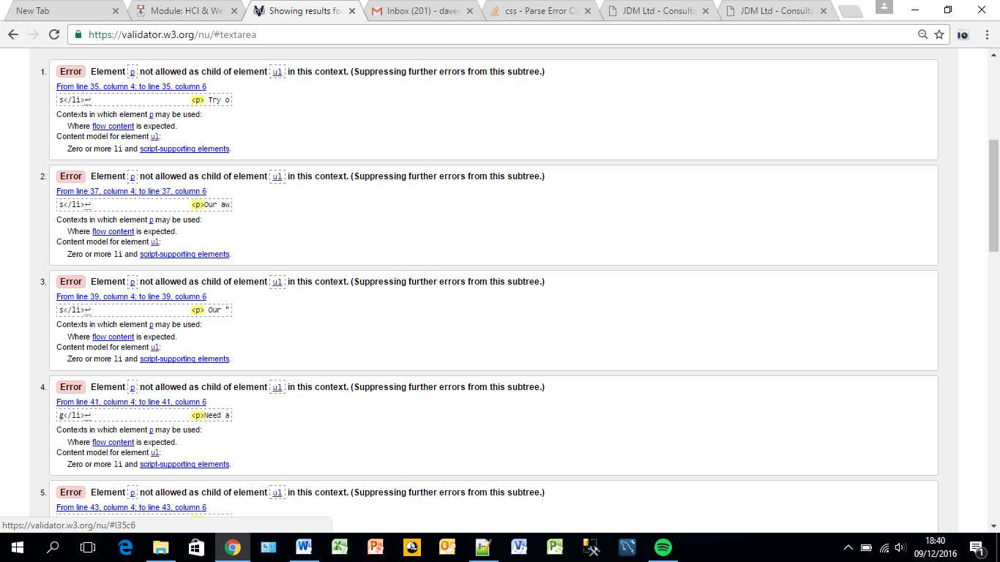 New Tab
Module: HCI & We
Showing results fo
Inbox (201) - dave
css - Parse Error CS
JDM Ltd - Consulta
JDM Ltd - Consulta
https://validator.w3.org/nu/#textarea
1. Error Element p not allowed as child of element ul in this context. (Suppressing further errors from this subtree.)
From line 35, column 4; to line 35, column 6
s</li>↩ <p> Try o
Contexts in which element p may be used:
Where flow content is expected.
Content model for element ul:
Zero or more li and script-supporting elements.
2. Error Element p not allowed as child of element ul in this context. (Suppressing further errors from this subtree.)
From line 37, column 4; to line 37, column 6
s</li>↩ <p>Our aw
Contexts in which element p may be used:
Where flow content is expected.
Content model for element ul:
Zero or more li and script-supporting elements.
3. Error Element p not allowed as child of element ul in this context. (Suppressing further errors from this subtree.)
From line 39, column 4; to line 39, column 6
s</li>↩ <p> Our "
Contexts in which element p may be used:
Where flow content is expected.
Content model for element ul:
Zero or more li and script-supporting elements.
4. Error Element p not allowed as child of element ul in this context. (Suppressing further errors from this subtree.)
From line 41, column 4; to line 41, column 6
g</li>↩ <p>Need a
Contexts in which element p may be used:
Where flow content is expected.
Content model for element ul:
Zero or more li and script-supporting elements.
5. Error Element p not allowed as child of element ul in this context. (Suppressing further errors from this subtree.)
From line 43, column 4; to line 43, column 6
https://validator.w3.org/nu/#l35c6
18:40
09/12/2016